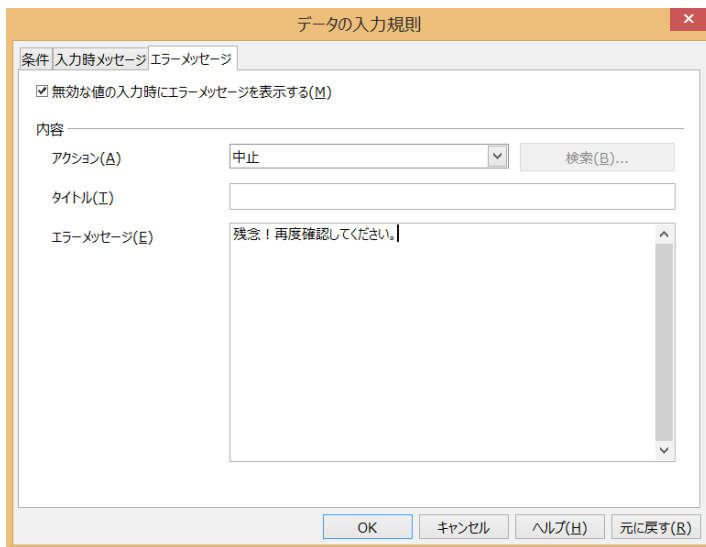 データの入力規則
条件 入力時メッセージ エラーメッセージ
無効な値の入力時にエラーメッセージを表示する(M)
内容
アクション(A) 中止 検索(B)...
タイトル(T)
エラーメッセージ(E) 残念！再度確認してください。
OK キャンセル ヘルプ(H) 元に戻す(R)